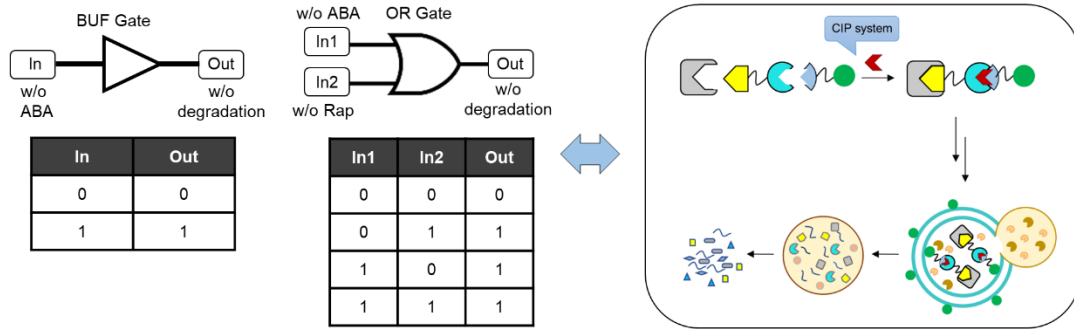 BUF Gate
In
Out
w/o
ABA
w/o
degradation
In Out
0 0
1 1
w/o ABA
OR Gate
In1
In2
Out
w/o Rap
w/o
degradation
In1 In2 Out
0 0 0
0 1 1
1 0 1
1 1 1
CIP system